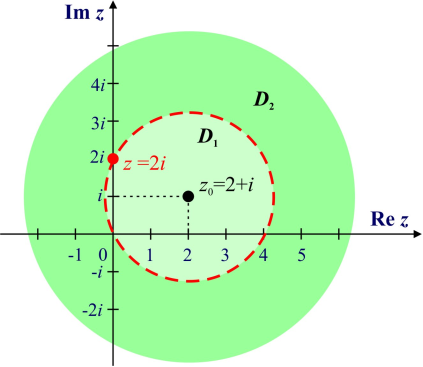 Im z
4i
D₂
3i
D₁
2i
z =2i
z₀=2+i
i
Re z
-1 0 1 2 3 4 5
-i
-2i